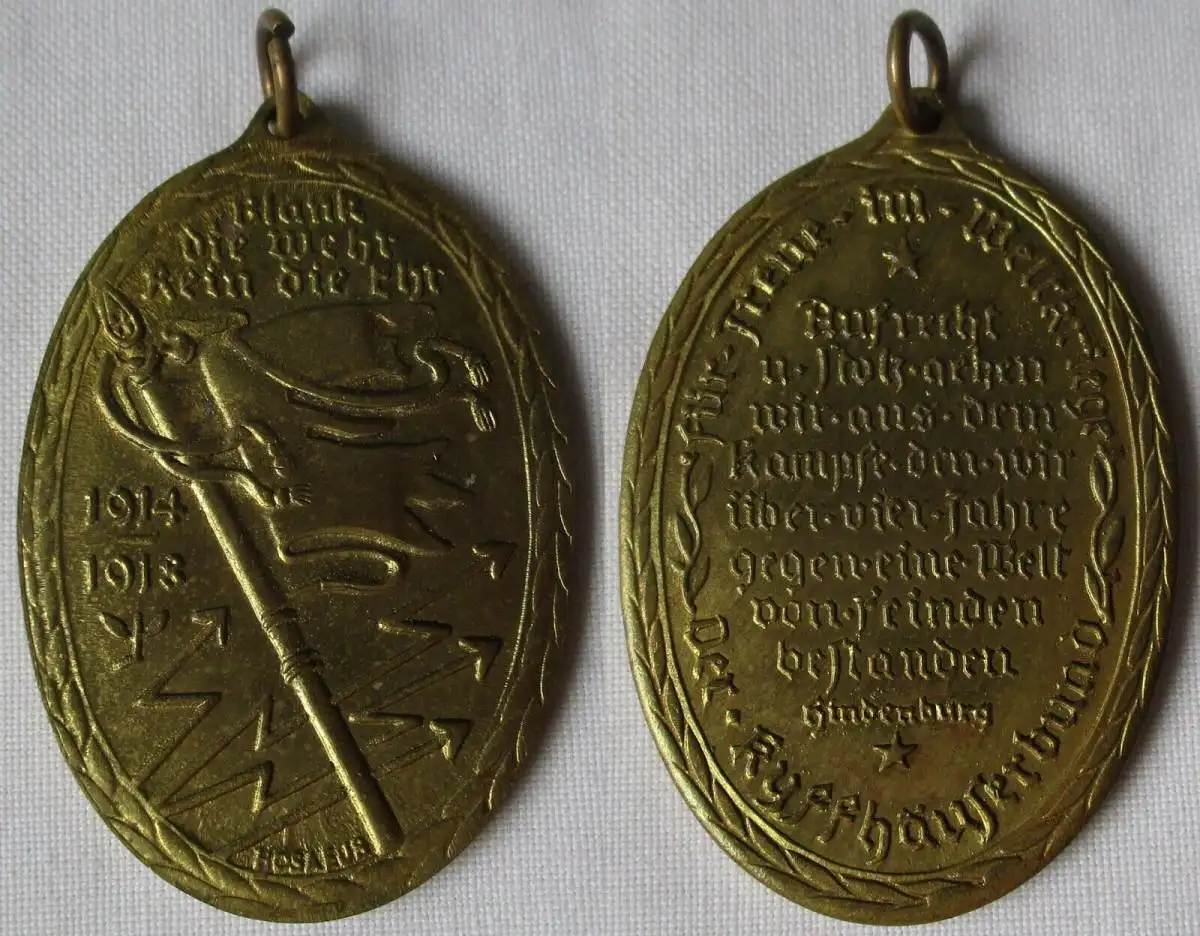 Blank
die Wehr
Rein die Ehr
1914
1918
HOSAEUS
Für · Treue · im · Weltkriege
Aufrecht
u · stolz · gehen
wir · aus · dem
Kampfe · den · wir
über · vier · Jahre
gegen · eine · Welt
von · Feinden
bestanden
Hindenburg
Der · Kyffhäuserbund